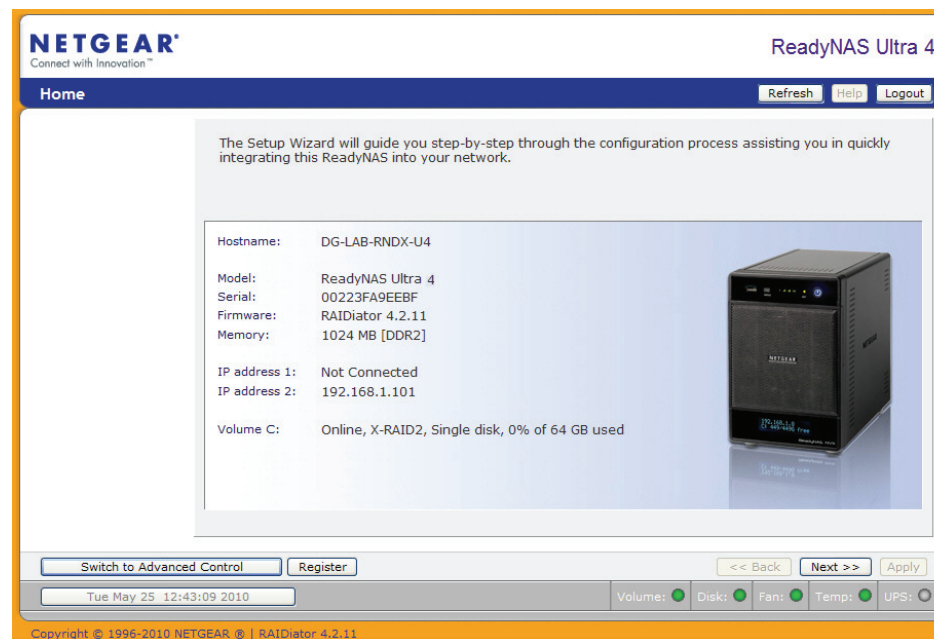 NETGEAR®
Connect with Innovation™
ReadyNAS Ultra 4
Home
Refresh
Help
Logout
The Setup Wizard will guide you step-by-step through the configuration process assisting you in quickly
integrating this ReadyNAS into your network.
Hostname: DG-LAB-RNDX-U4
Model: ReadyNAS Ultra 4
Serial: 00223FA9EEBF
Firmware: RAIDiator 4.2.11
Memory: 1024 MB [DDR2]
IP address 1: Not Connected
IP address 2: 192.168.1.101
Volume C: Online, X-RAID2, Single disk, 0% of 64 GB used
NETGEAR
Switch to Advanced Control
Register
<< Back
Next >>
Apply
Tue May 25 12:43:09 2010
Volume:
Disk:
Fan:
Temp:
UPS:
Copyright © 1996-2010 NETGEAR ® | RAIDiator 4.2.11